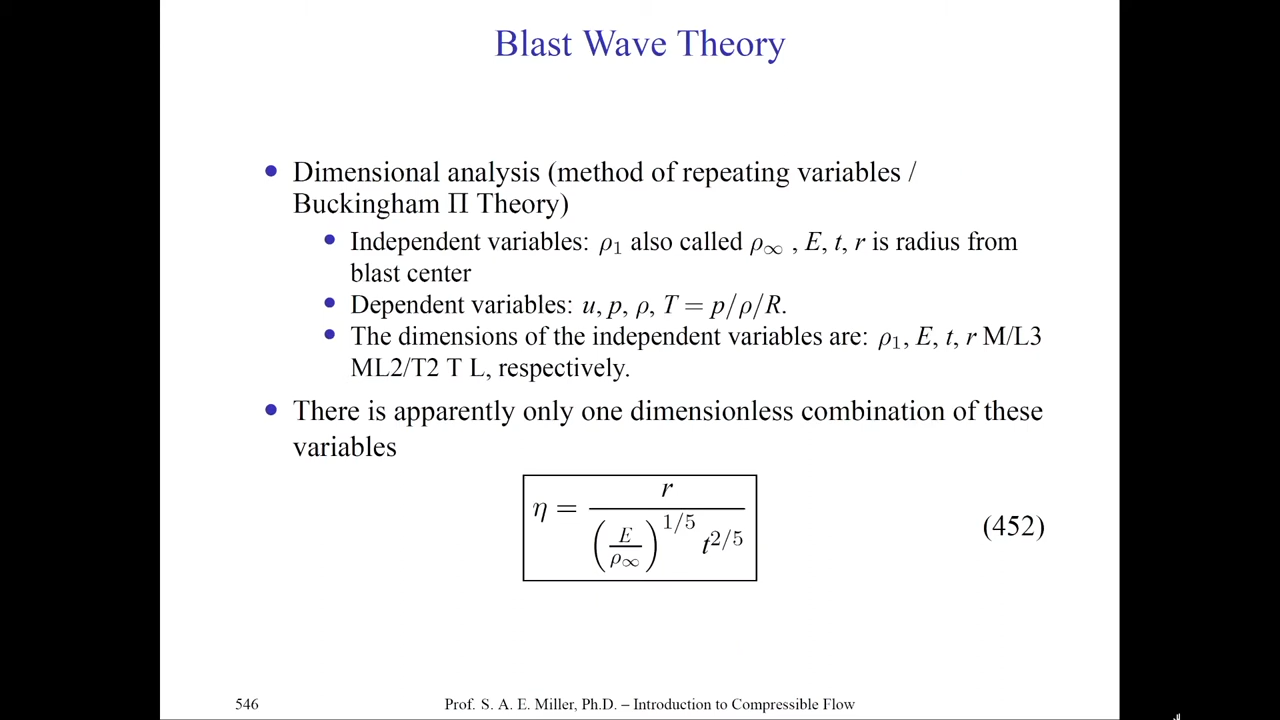 Blast Wave Theory
• Dimensional analysis (method of repeating variables /
Buckingham Π Theory)
• Independent variables: ρ₁ also called ρ∞ , E, t, r is radius from
blast center
• Dependent variables: u, p, ρ, T = p/ρ/R.
• The dimensions of the independent variables are: ρ₁, E, t, r M/L3
ML2/T2 T L, respectively.
• There is apparently only one dimensionless combination of these
variables
η = r / ((E/ρ∞)^{1/5} t^{2/5}) (452)
546 Prof. S. A. E. Miller, Ph.D. – Introduction to Compressible Flow